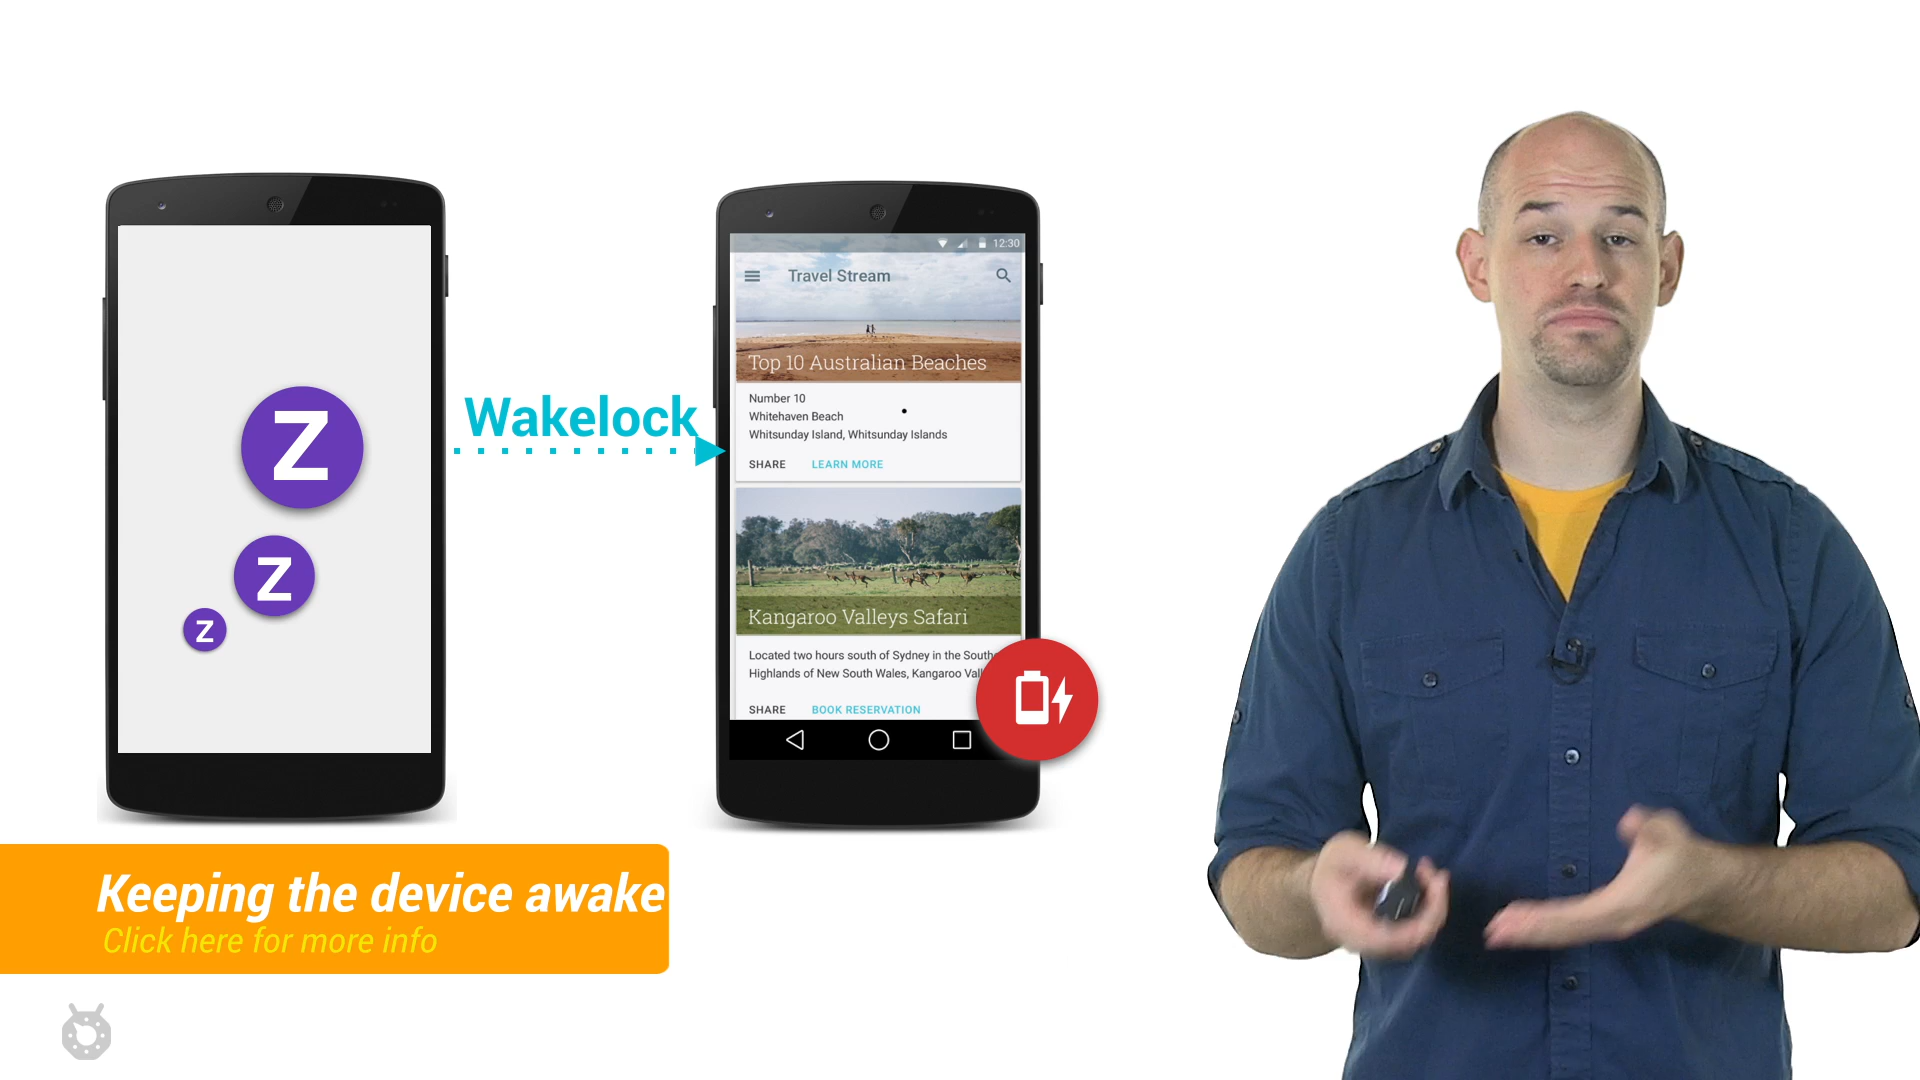 Z
Z
Z
Wakelock
12:30
Travel Stream
Top 10 Australian Beaches
Number 10
Whitehaven Beach
Whitsunday Island, Whitsunday Islands
SHARE LEARN MORE
Kangaroo Valleys Safari
Located two hours south of Sydney in the
Highlands of New South Wales, Kangaroo
SHARE BOOK RESERVATION
Keeping the device awake
Click here for more info